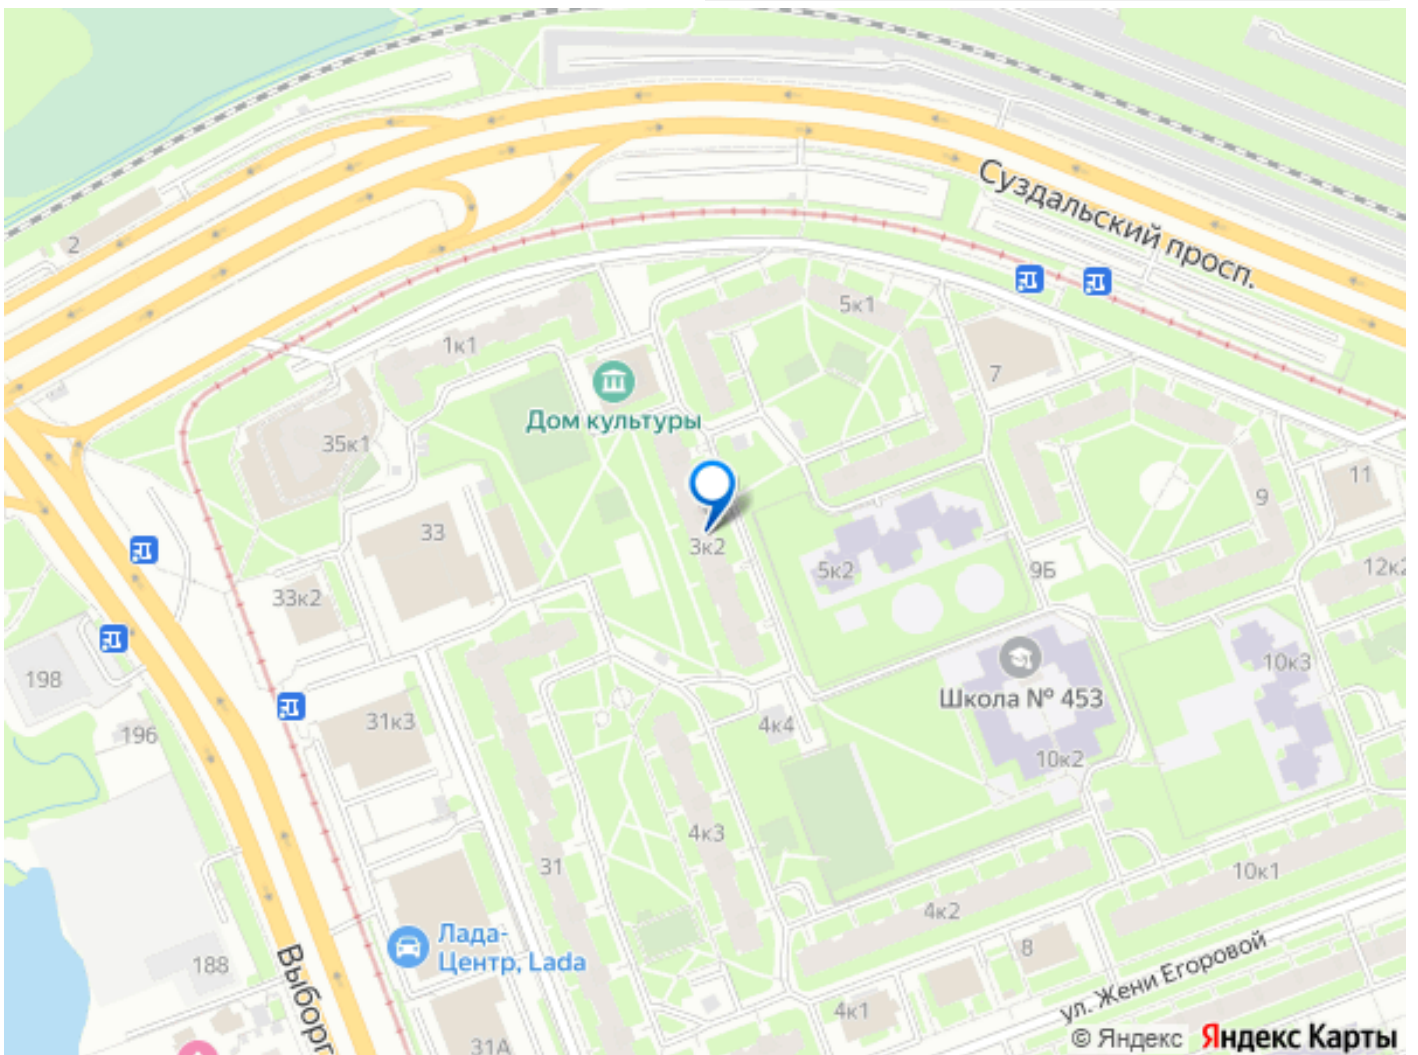 Суздальский просп.
2
5к1
1к1
7
Дом культуры
35к1
11
9
33
3к2
5к2
9Б
12к2
33к2
198
Школа № 453
10к3
31к3
4к4
196
10к2
4к3
31
10к1
4к2
Лада-
Центр, Lada
8
188
Выборг
ул. Жени Егоровой
4к1
31А
© Яндекс Яндекс Карты